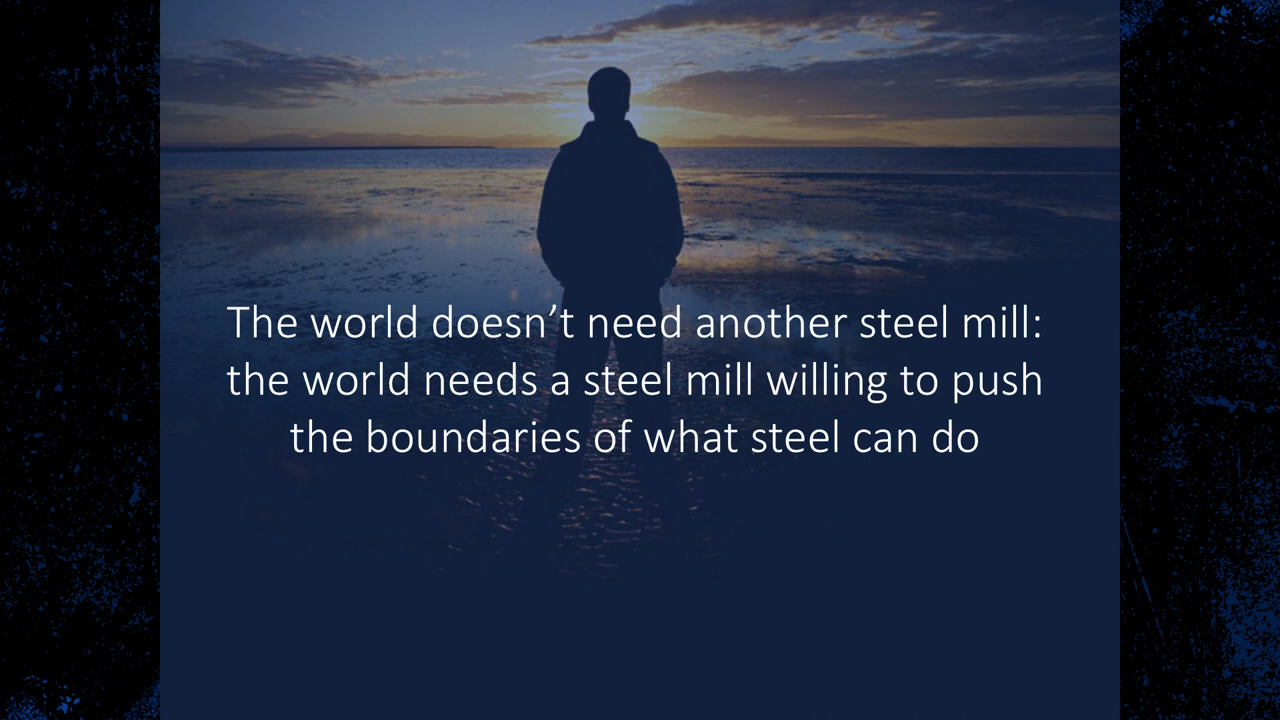 The world doesn’t need another steel mill:
the world needs a steel mill willing to push
the boundaries of what steel can do